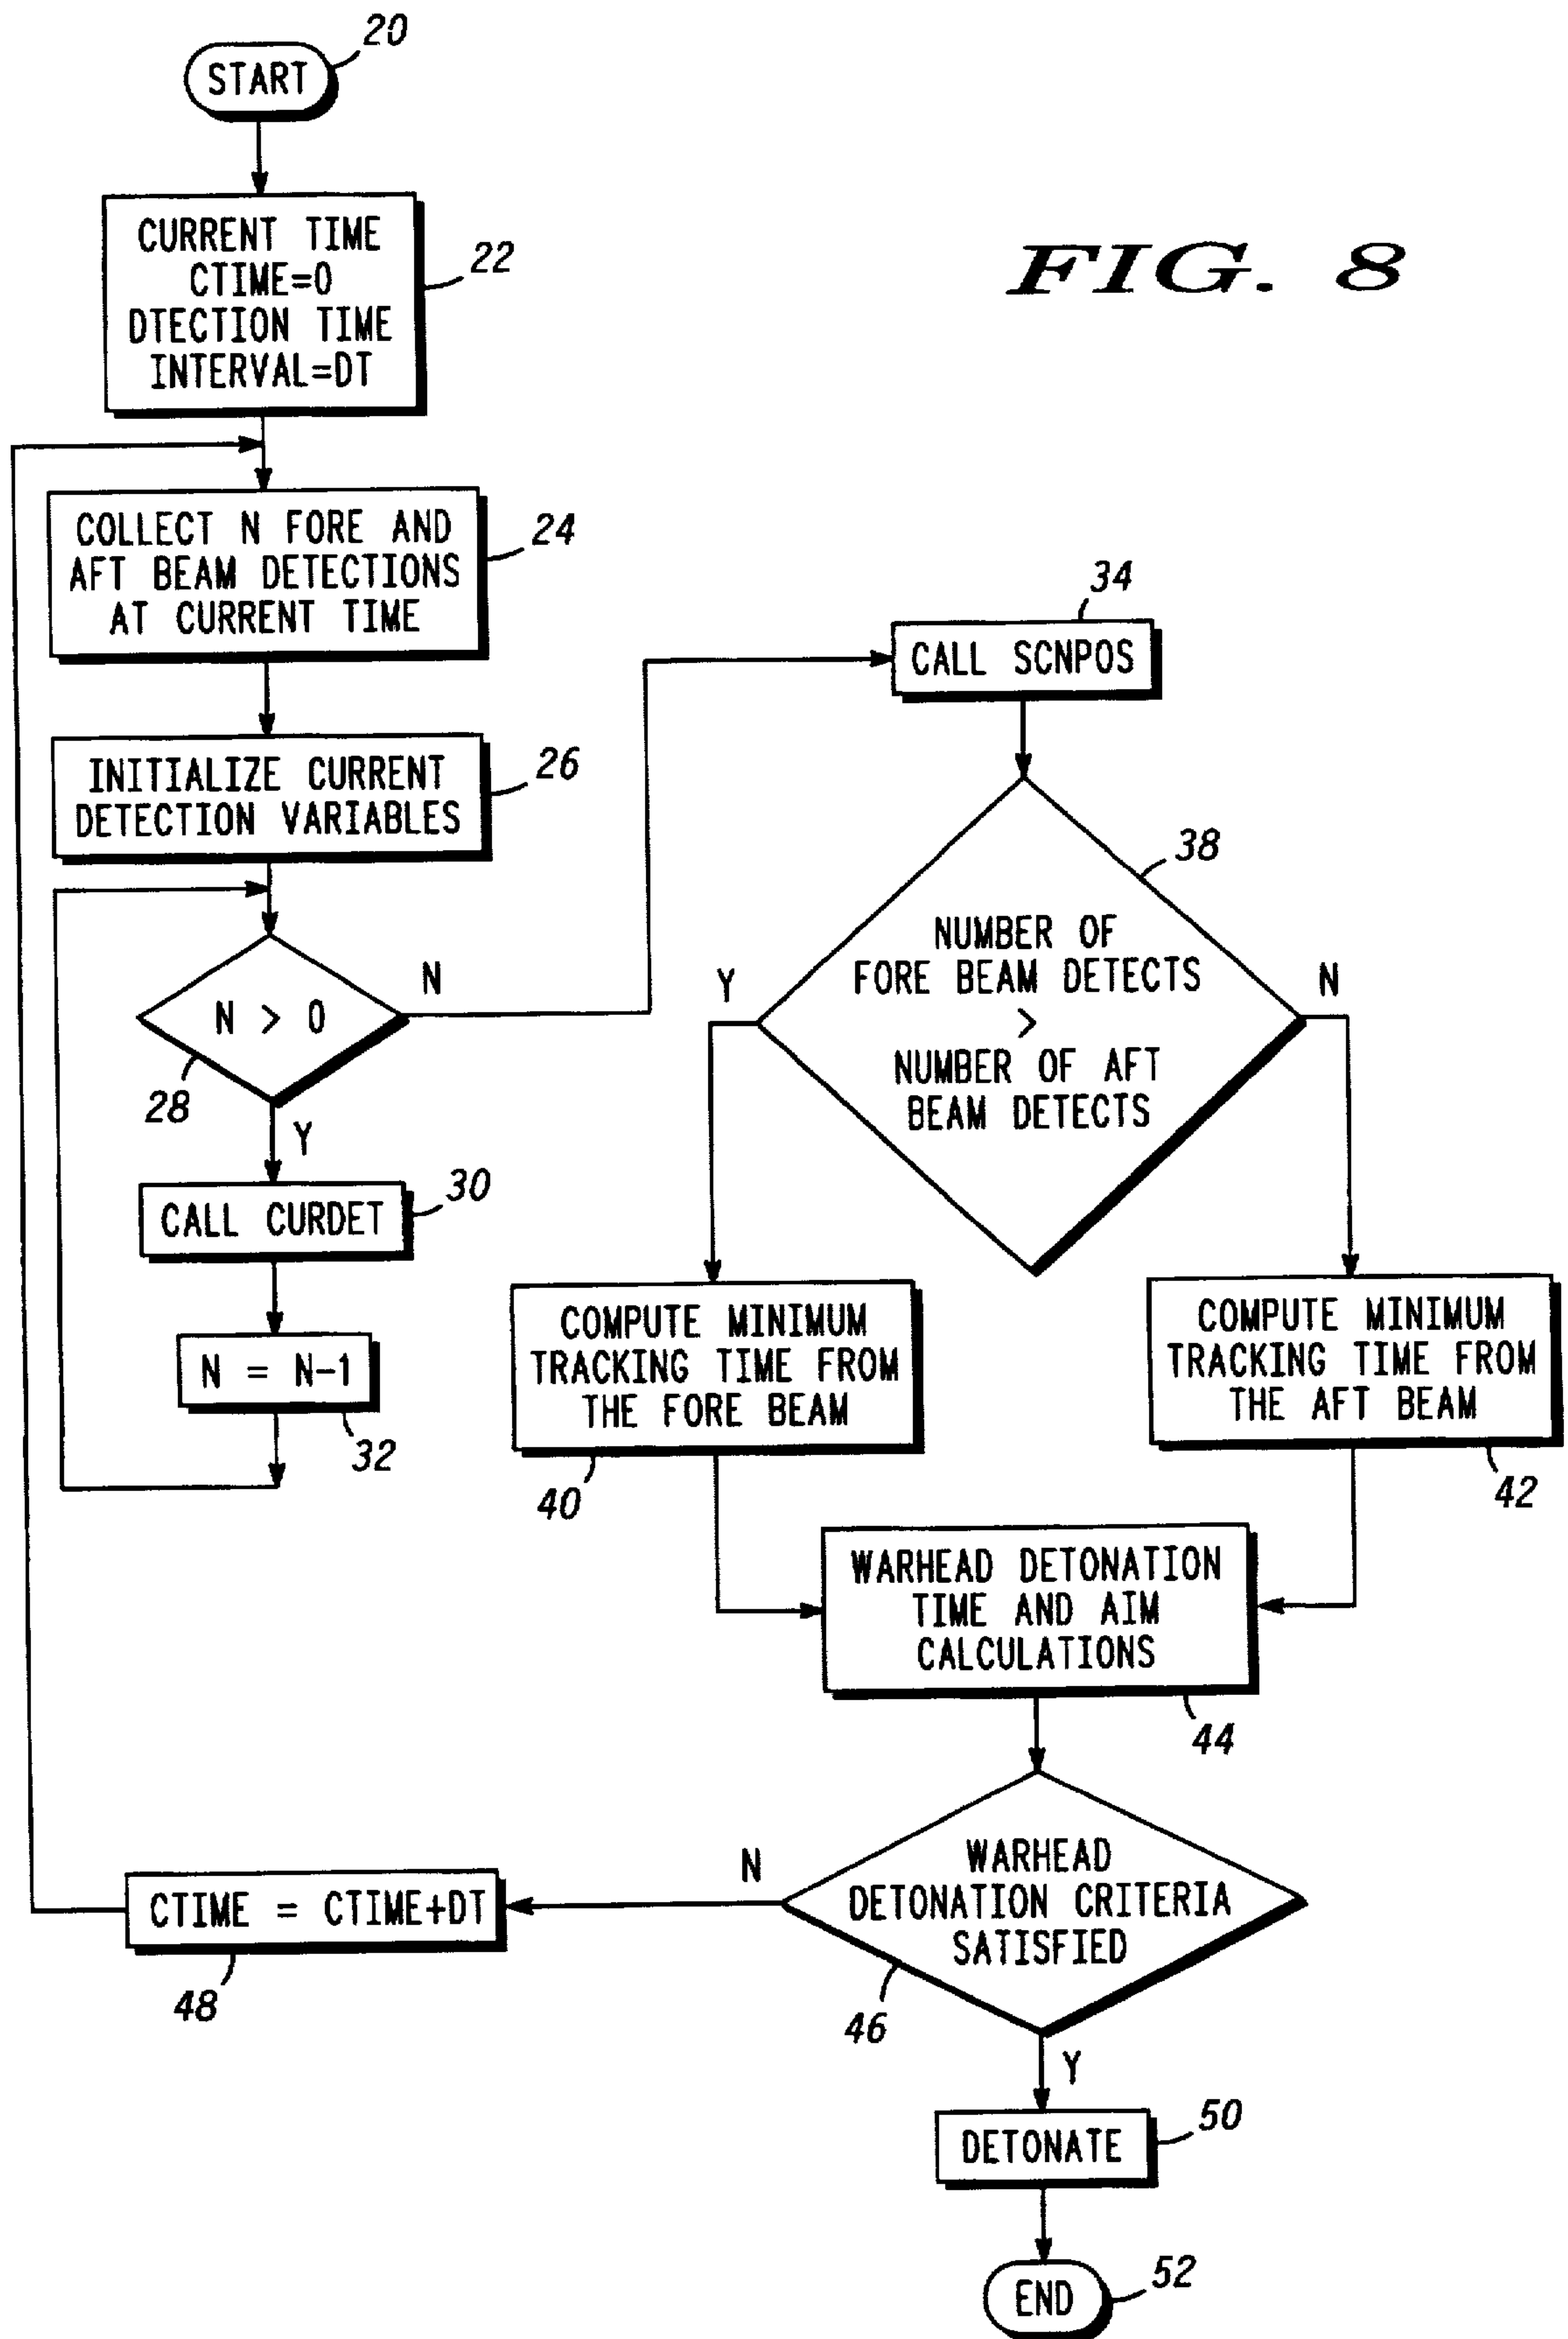 20
START
CURRENT TIME
CTIME=0
DTECTION TIME
INTERVAL=DT
22
FIG. 8
COLLECT N FORE AND
AFT BEAM DETECTIONS
AT CURRENT TIME
24
INITIALIZE CURRENT
DETECTION VARIABLES
26
N > 0
N
28
Y
CALL CURDET
30
N = N-1
32
34
CALL SCNPOS
38
NUMBER OF
FORE BEAM DETECTS
>
NUMBER OF AFT
BEAM DETECTS
Y
N
COMPUTE MINIMUM
TRACKING TIME FROM
THE FORE BEAM
40
COMPUTE MINIMUM
TRACKING TIME FROM
THE AFT BEAM
42
WARHEAD DETONATION
TIME AND AIM
CALCULATIONS
44
WARHEAD
DETONATION CRITERIA
SATISFIED
46
N
CTIME = CTIME+DT
48
Y
DETONATE
50
END
52